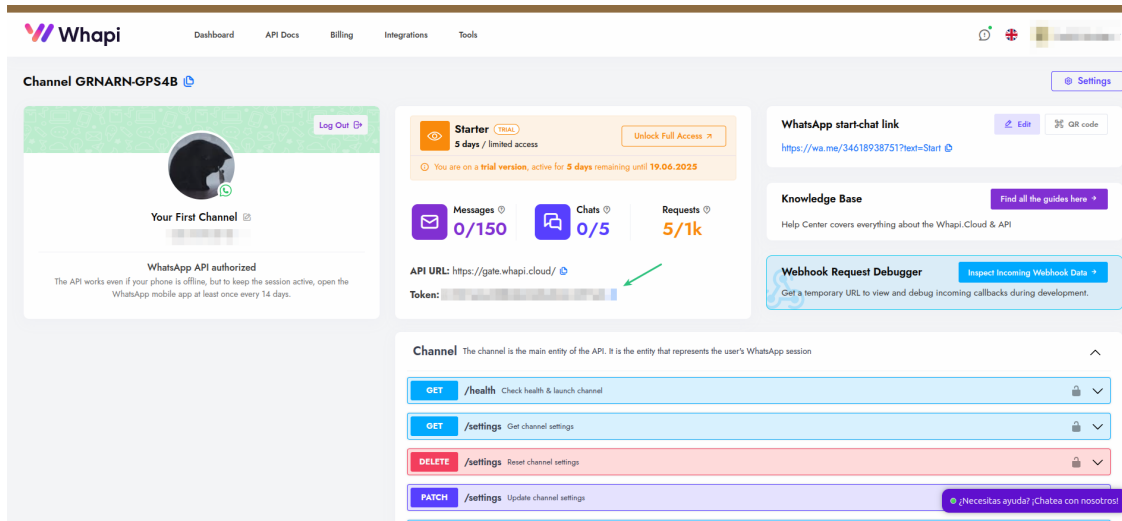 Whapi
Dashboard API Docs Billing Integrations Tools
Channel GRNARN-GPS4B
Settings
Log Out
Your First Channel
WhatsApp API authorized
The API works even if your phone is offline, but to keep the session active, open the
WhatsApp mobile app at least once every 14 days.
Starter TRIAL
5 days / limited access
Unlock Full Access
You are on a trial version, active for 5 days remaining until 19.06.2025
Messages
0/150
Chats
0/5
Requests
5/1k
API URL: https://gate.whapi.cloud/
Token:
WhatsApp start-chat link
Edit
QR code
https://wa.me/34618938751?text=Start
Knowledge Base
Find all the guides here
Help Center covers everything about the Whapi.Cloud & API
Webhook Request Debugger
Inspect Incoming Webhook Data
Get a temporary URL to view and debug incoming callbacks during development.
Channel The channel is the main entity of the API. It is the entity that represents the user's WhatsApp session
GET /health Check health & launch channel
GET /settings Get channel settings
DELETE /settings Reset channel settings
PATCH /settings Update channel settings
¿Necesitas ayuda? ¡Chatea con nosotros!